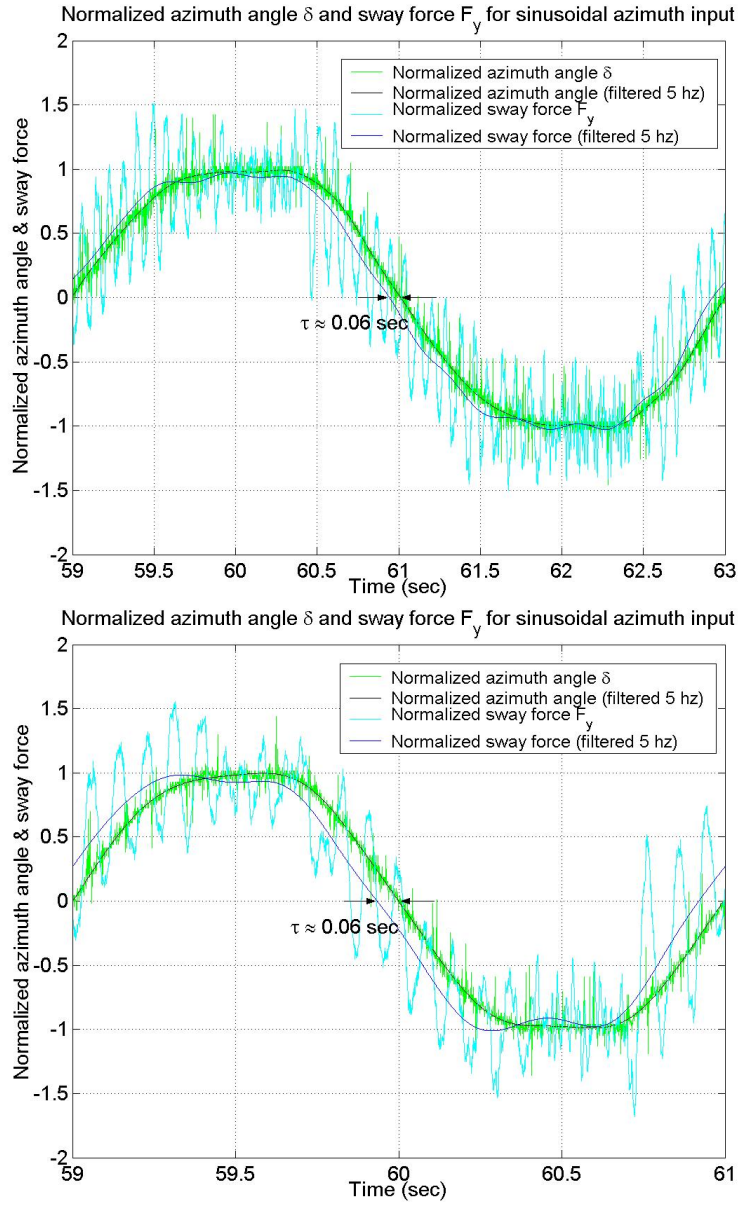 Normalized azimuth angle δ and sway force F_y for sinusoidal azimuth input
2
1.5
1
0.5
0
-0.5
-1
-1.5
-2
Normalized azimuth angle & sway force
Normalized azimuth angle δ
Normalized azimuth angle (filtered 5 hz)
Normalized sway force F_y
Normalized sway force (filtered 5 hz)
τ ≈ 0.06 sec
59 59.5 60 60.5 61 61.5 62 62.5 63
Time (sec)
Normalized azimuth angle δ and sway force F_y for sinusoidal azimuth input
2
1.5
1
0.5
0
-0.5
-1
-1.5
-2
Normalized azimuth angle & sway force
Normalized azimuth angle δ
Normalized azimuth angle (filtered 5 hz)
Normalized sway force F_y
Normalized sway force (filtered 5 hz)
τ ≈ 0.06 sec
59 59.5 60 60.5 61
Time (sec)